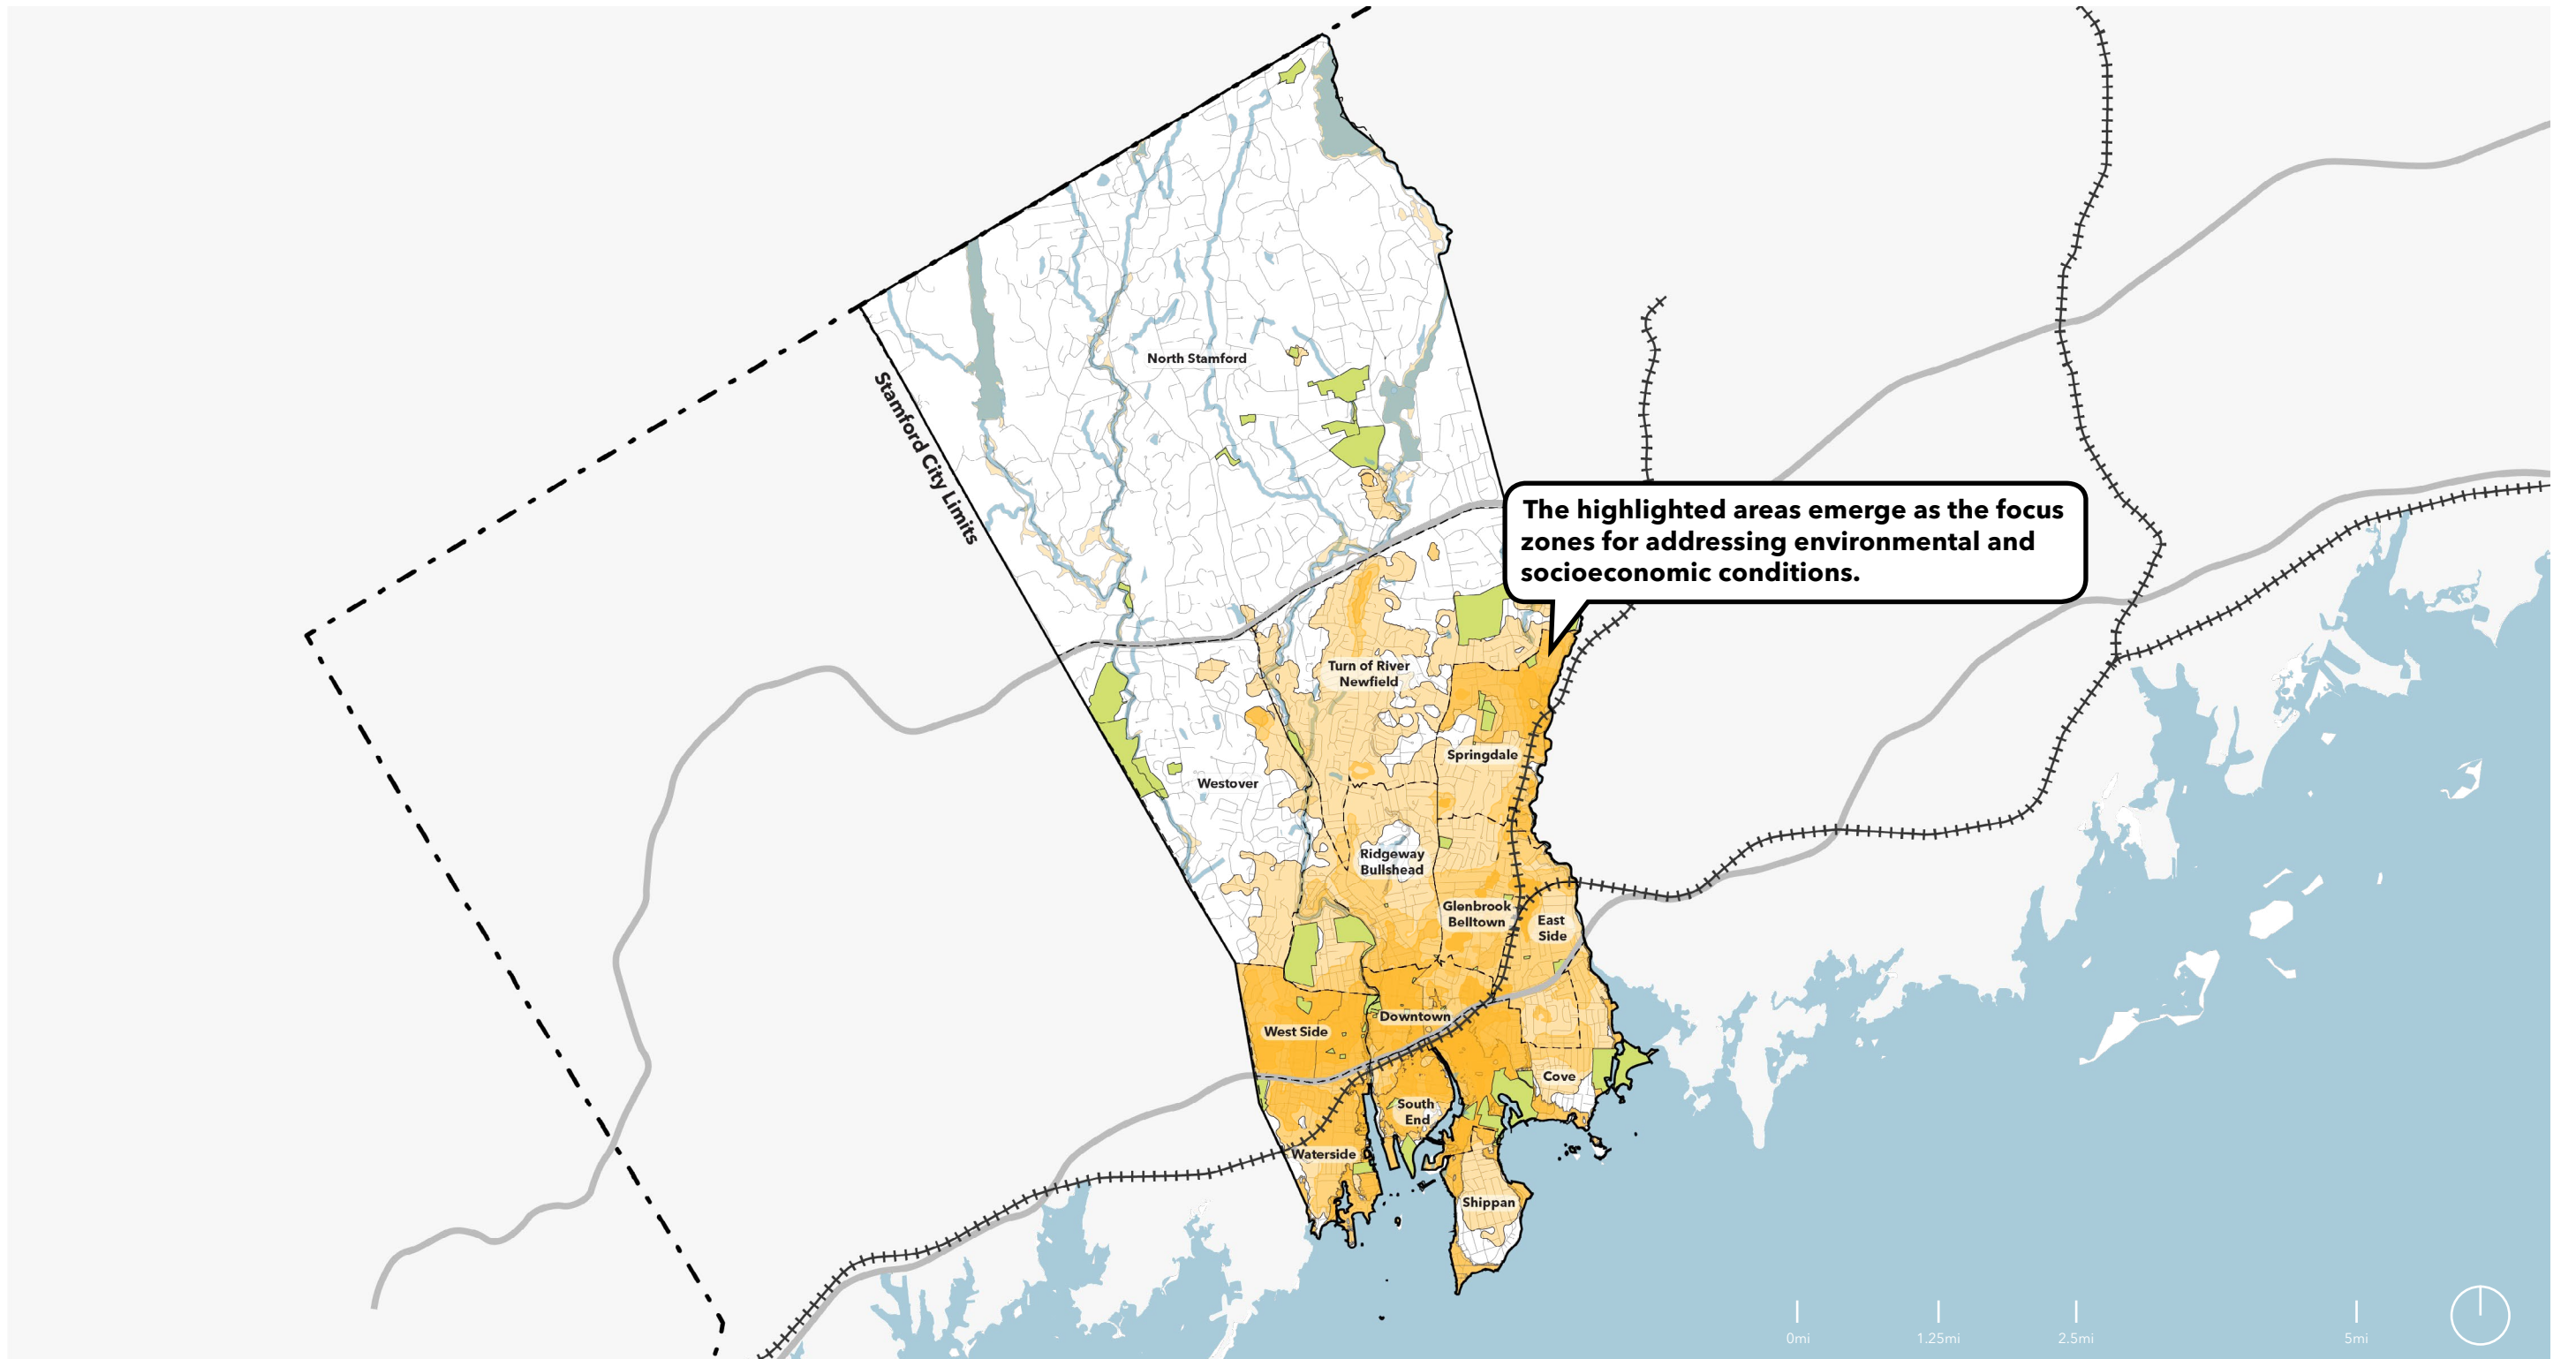 North Stamford
Stamford City Limits
The highlighted areas emerge as the focus
zones for addressing environmental and
socioeconomic conditions.
Turn of River
Newfield
Springdale
Westover
Ridgeway
Bullshead
Glenbrook
Belltown
East
Side
West Side
Downtown
Cove
South
End
Waterside
Shippan
0mi
1.25mi
2.5mi
5mi